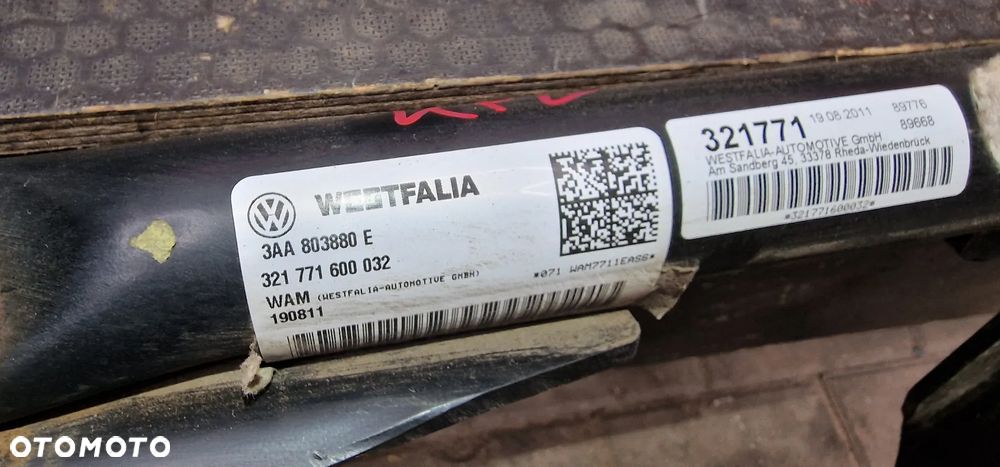 WESTFALIA
3AA 803880 E
321 771 600 032
WAM (WESTFALIA-AUTOMOTIVE GMBH)
190811
*071 WAM7711EAS6*
321771 19.08.2011 89776
89668
WESTFALIA-AUTOMOTIVE GmbH
Am Sandberg 45, 33378 Rheda-Wiedenbrück
*321771600032*
OTOMOTO